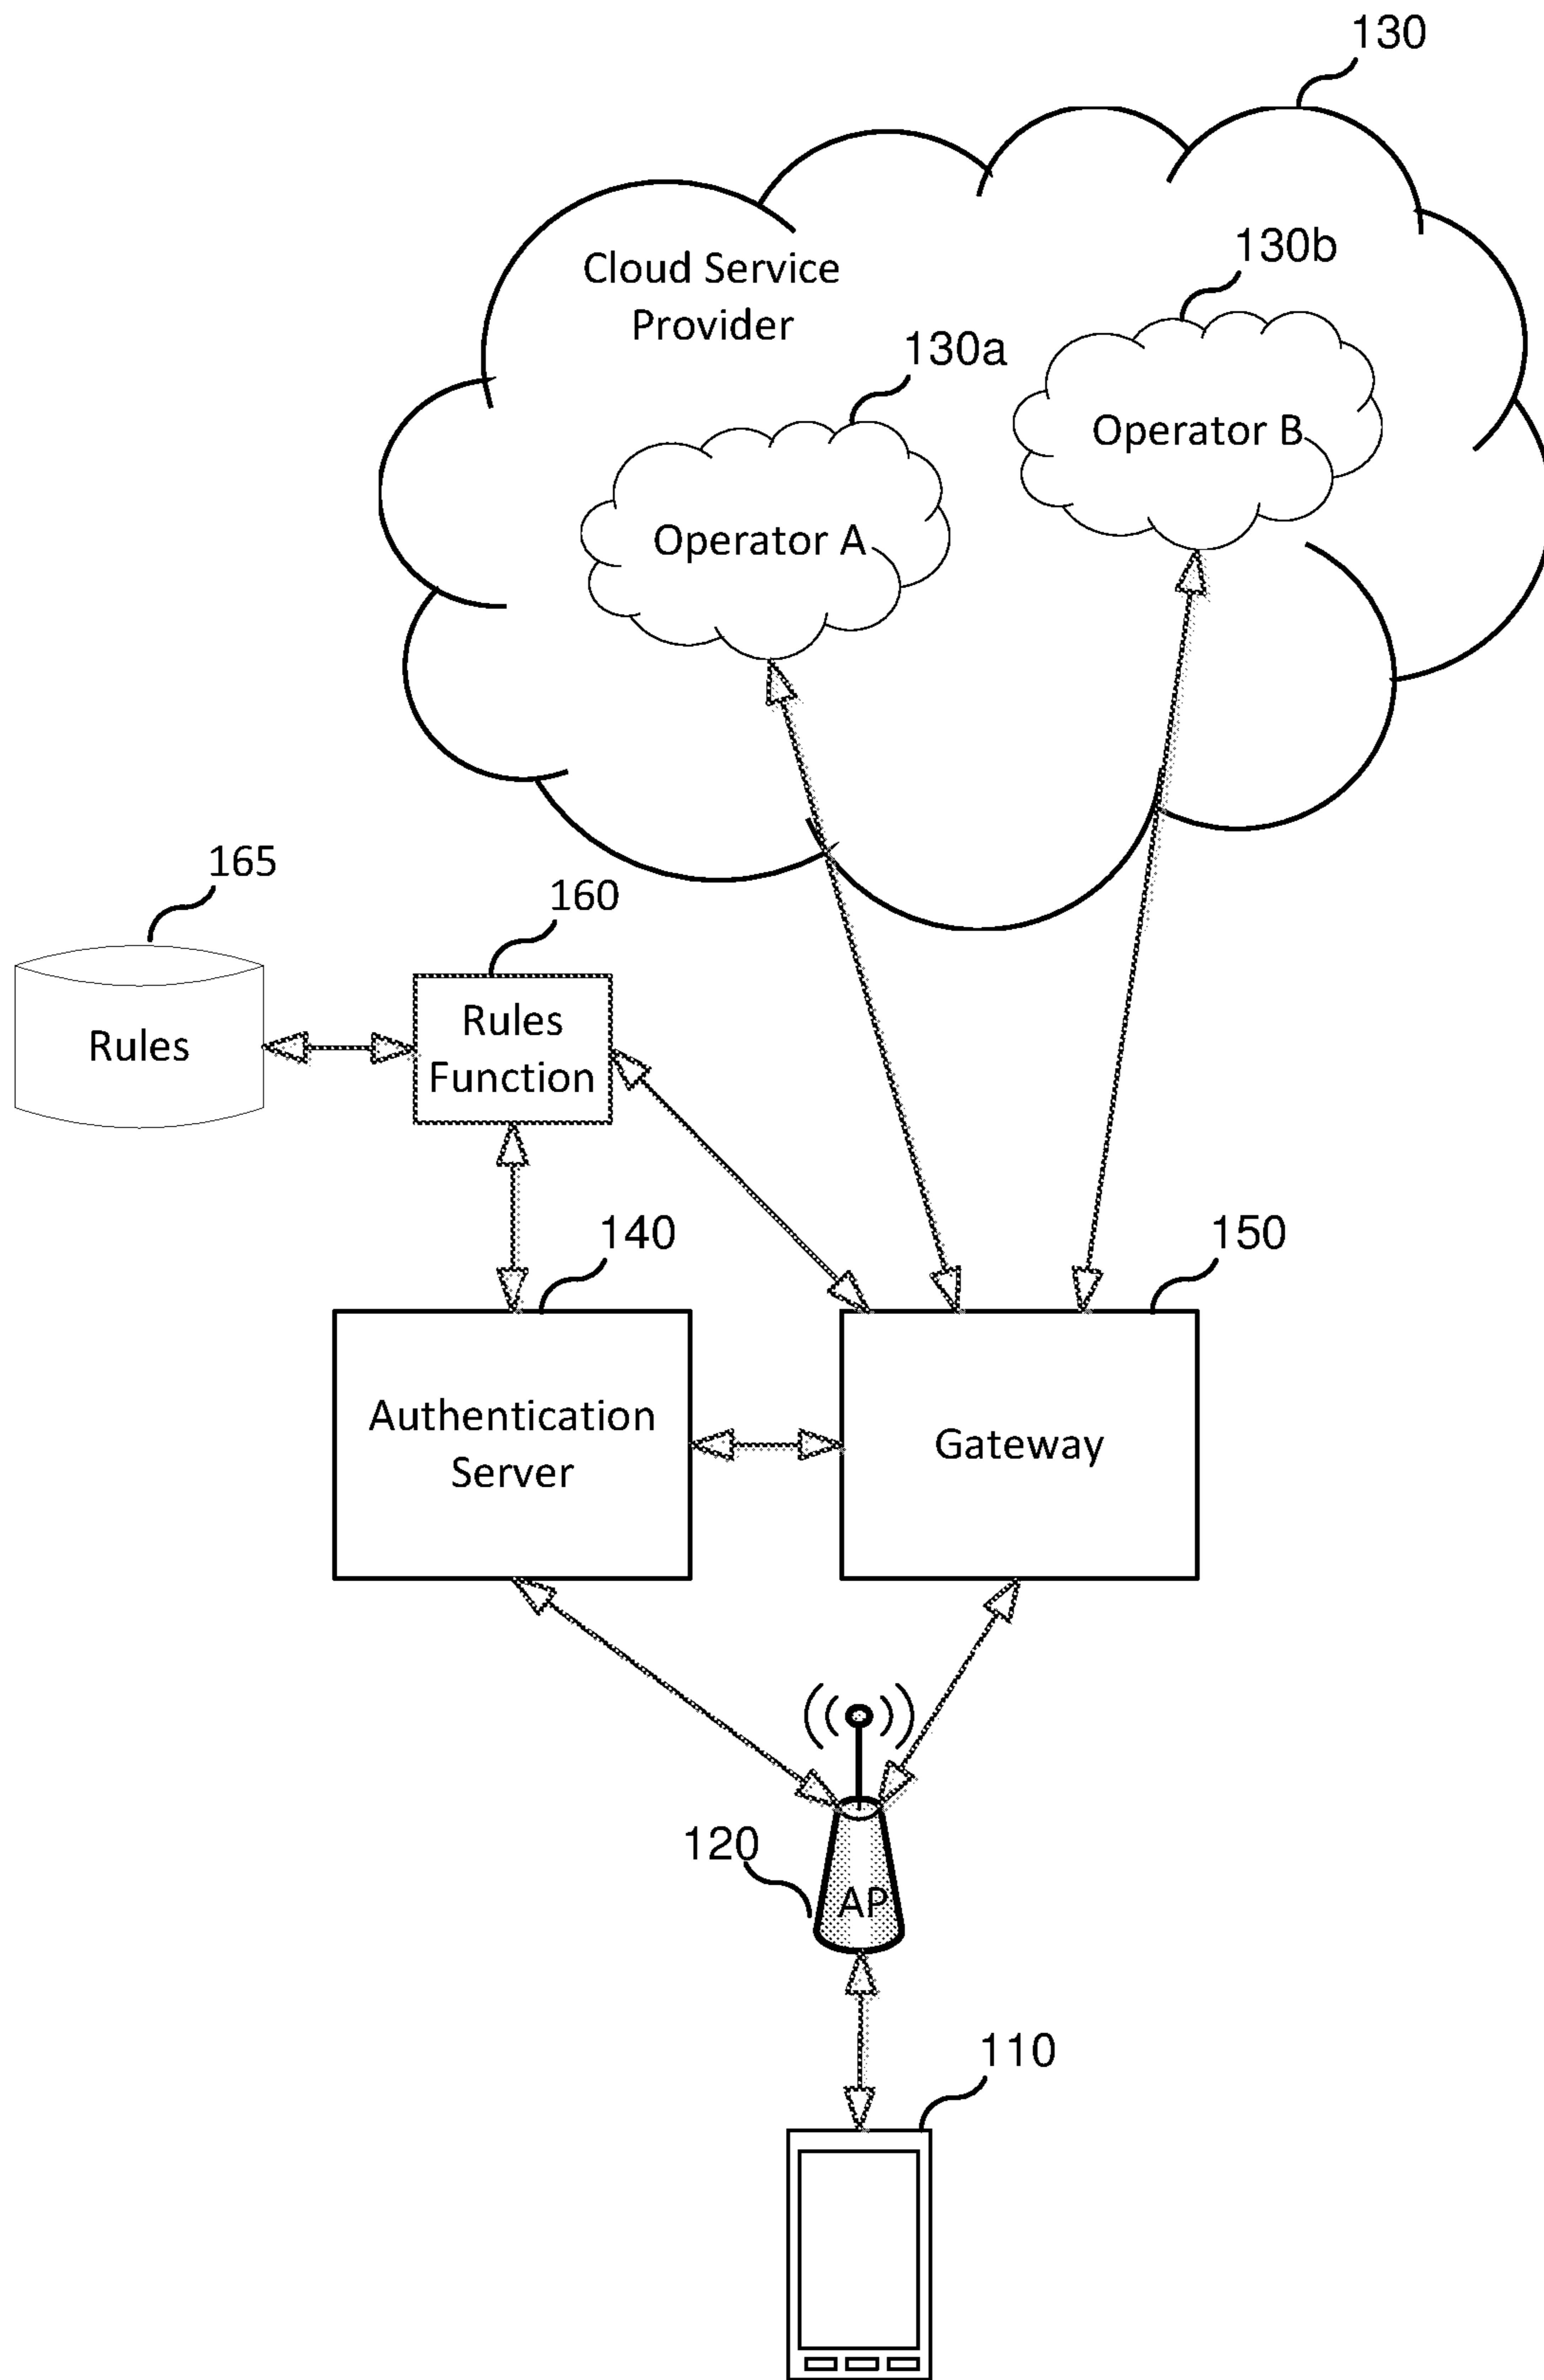 130
Cloud Service
Provider
130b
130a
Operator B
Operator A
165
160
Rules
Function
Rules
140
150
Authentication
Server
Gateway
120
AP
110